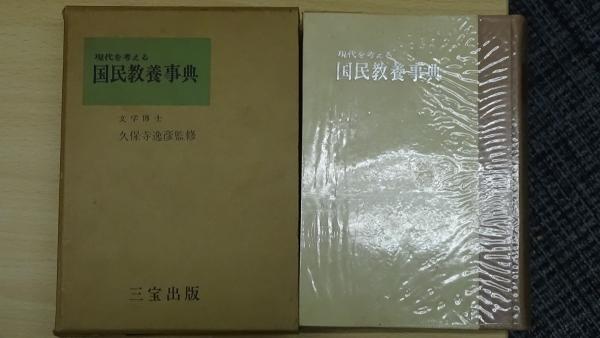 現代を考える
国民教養事典
文学博士
久保寺逸彦監修
三宝出版
現代を考える
国民教養事典